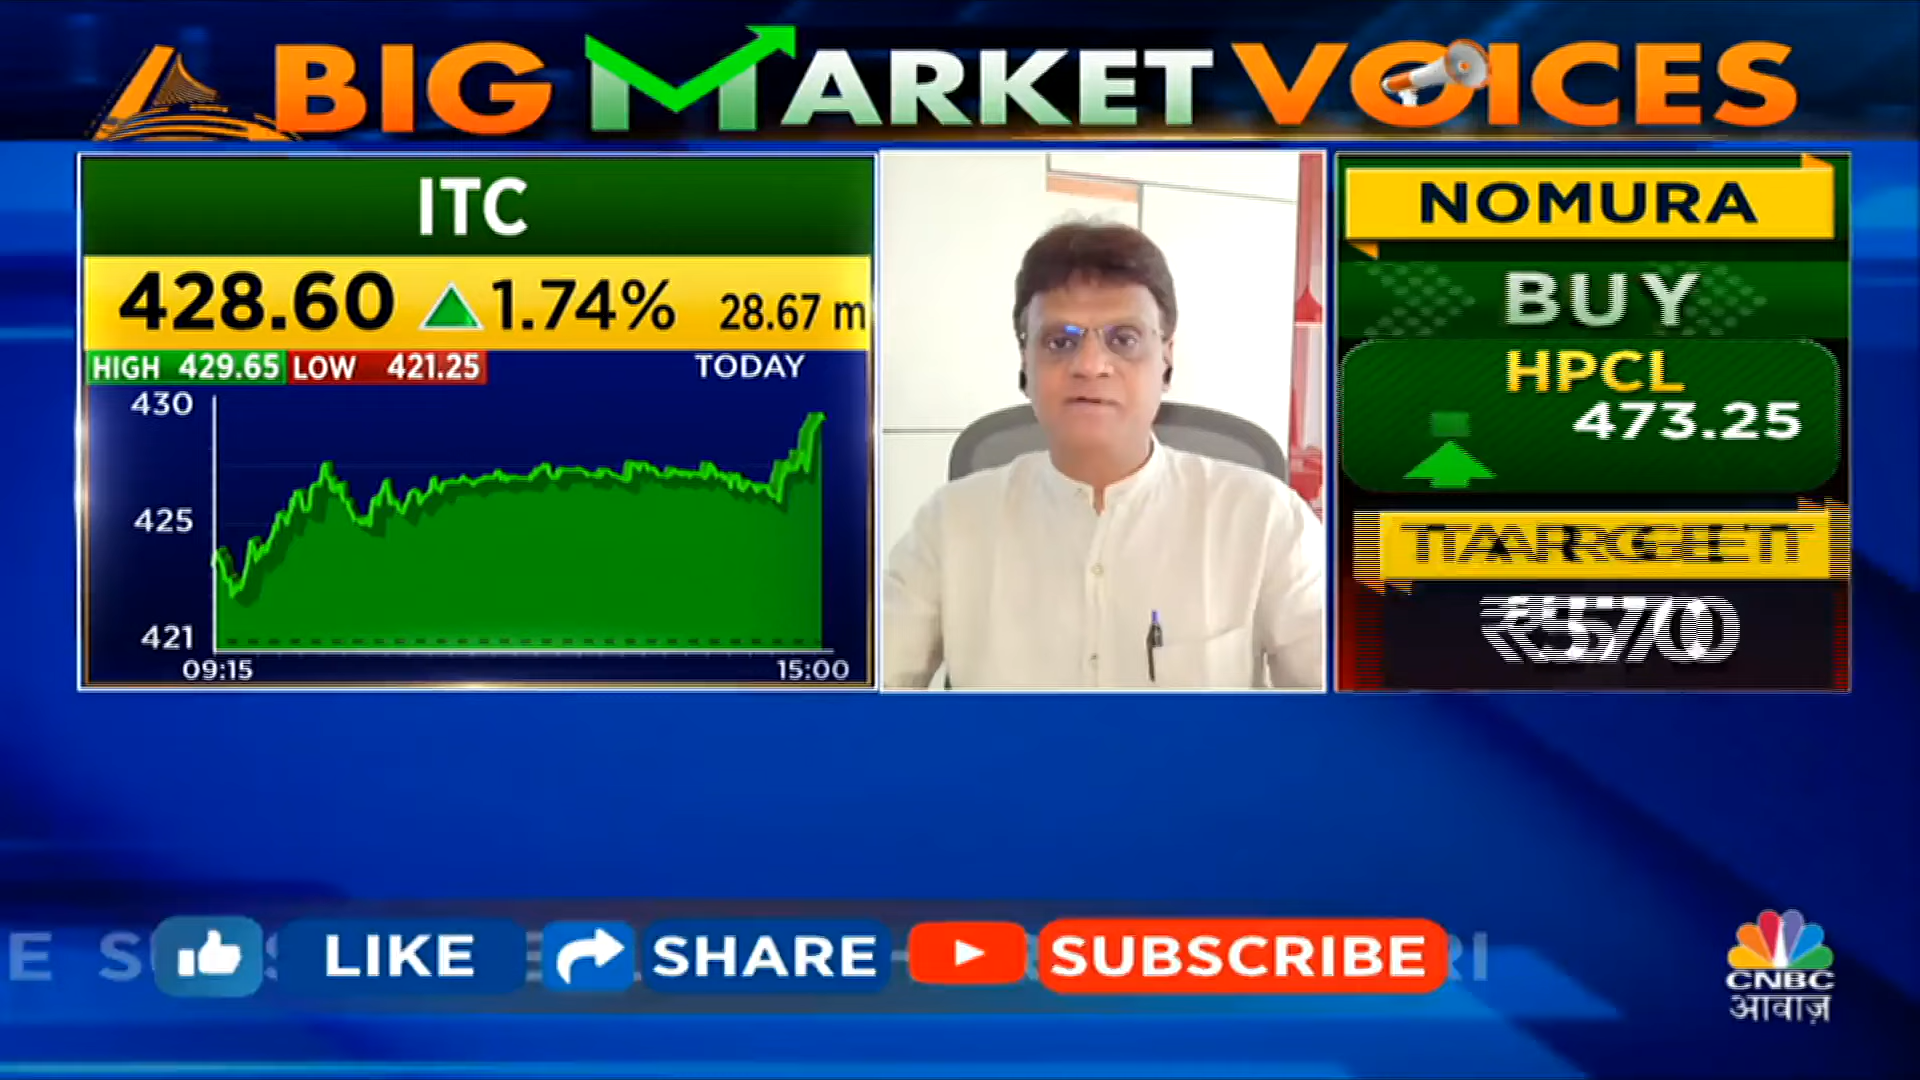 BIG MARKET VOICES
ITC
428.60 1.74% 28.67 m
HIGH 429.65 LOW 421.25 TODAY
430
425
421
09:15 15:00
NOMURA
BUY
HPCL
473.25
TARGET
LIKE SHARE SUBSCRIBE
CNBC
आवाज़